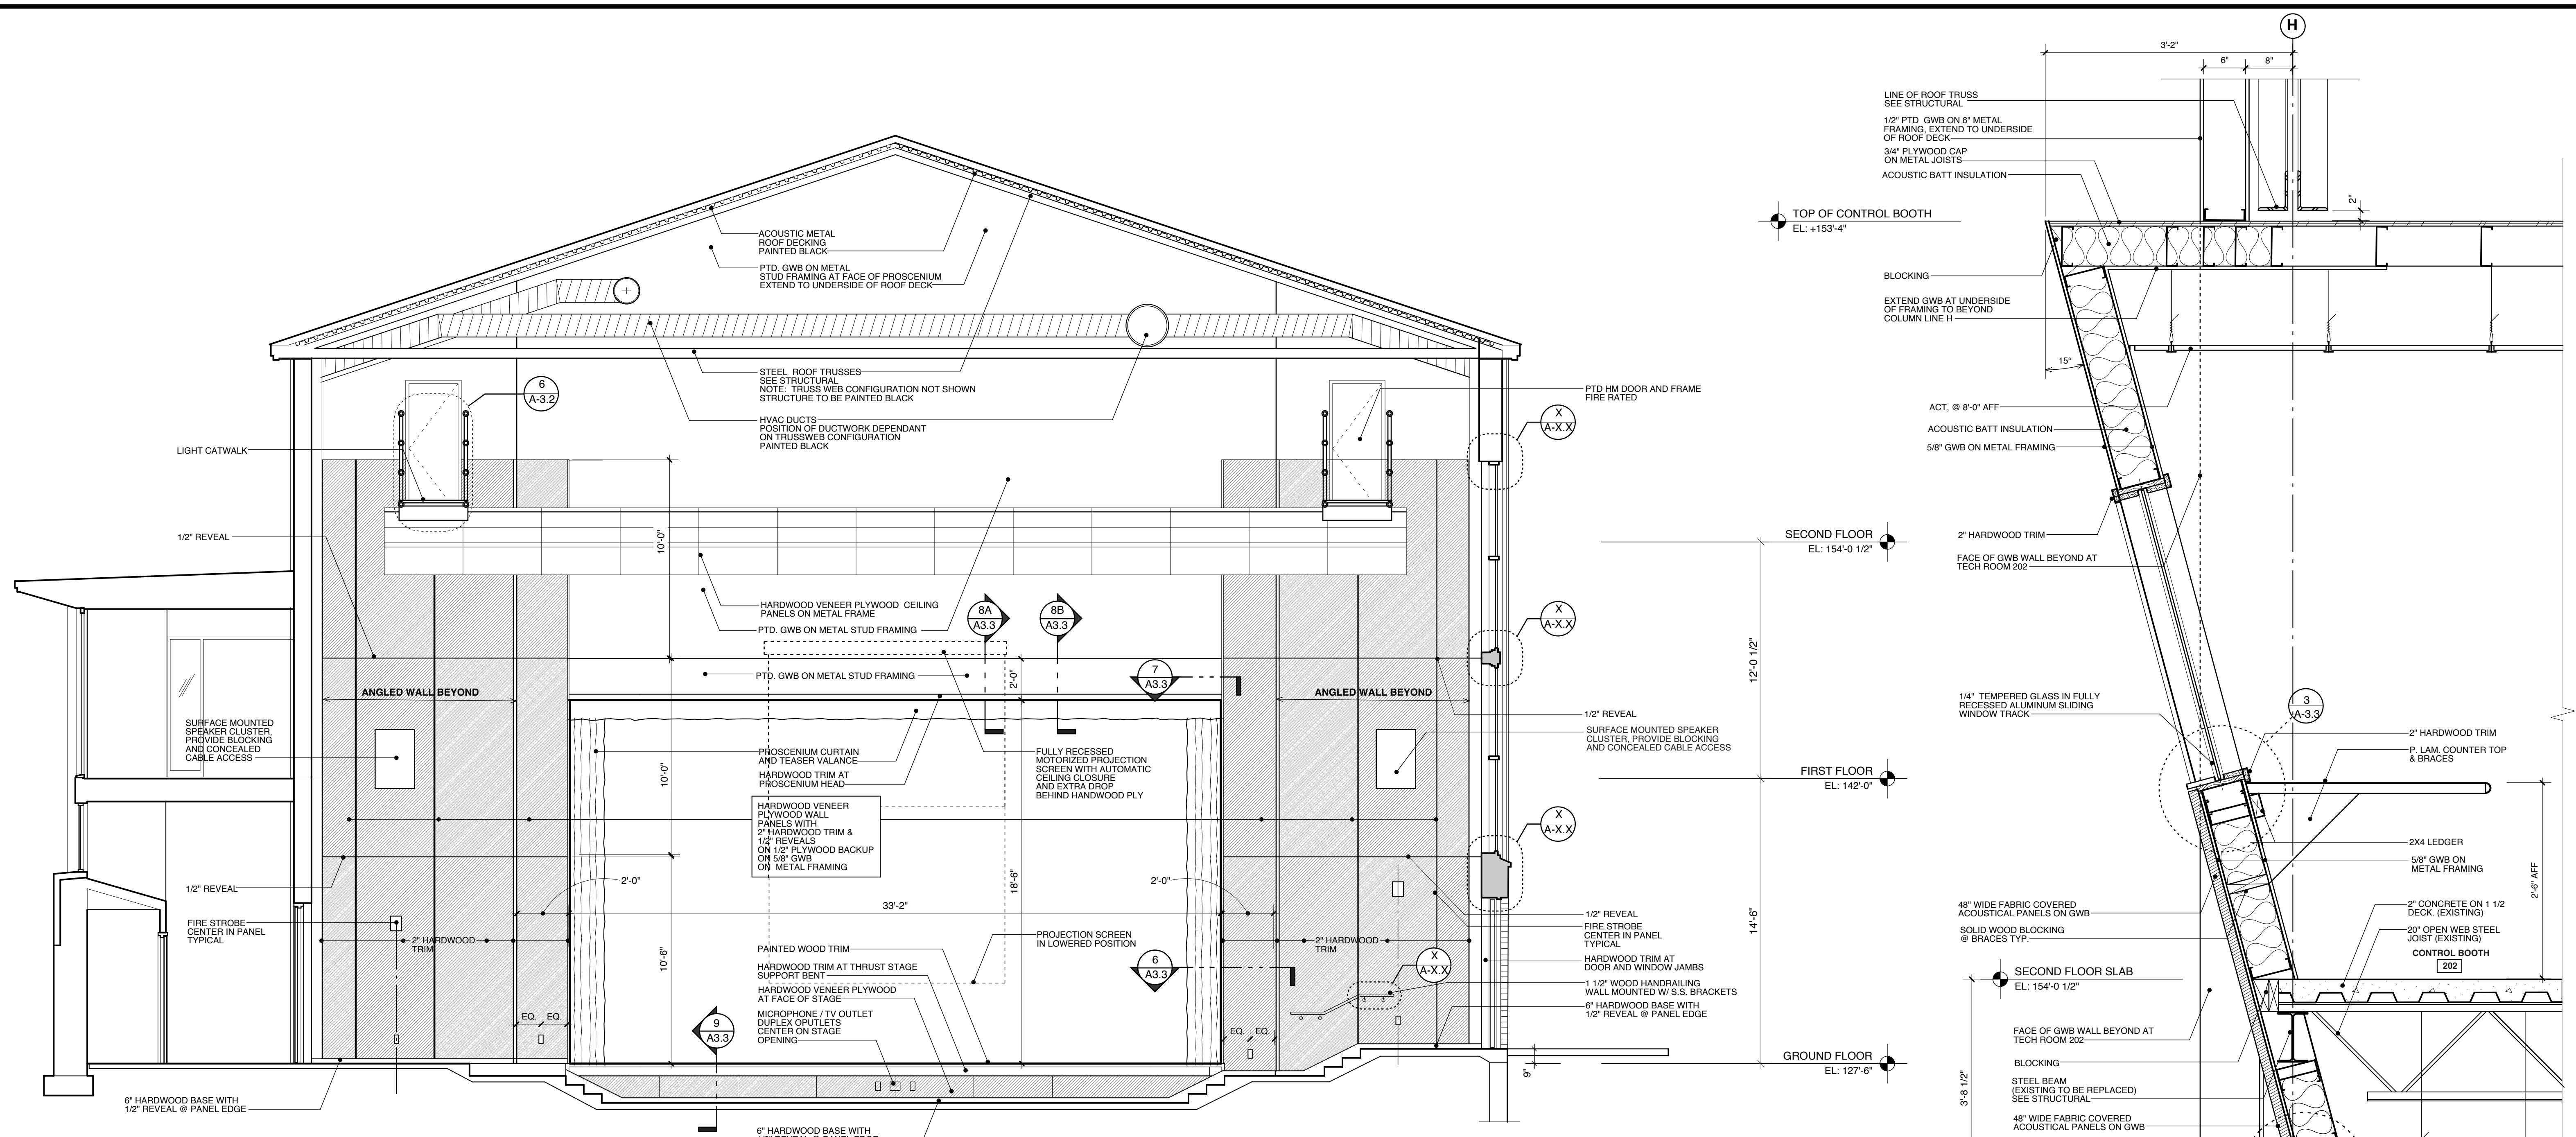 ACOUSTIC METAL
ROOF DECKING
PAINTED BLACK
PTD. GWB ON METAL
STUD FRAMING AT FACE OF PROSCENIUM
EXTEND TO UNDERSIDE OF ROOF DECK
STEEL ROOF TRUSSES
SEE STRUCTURAL
NOTE: TRUSS WEB CONFIGURATION NOT SHOWN
STRUCTURE TO BE PAINTED BLACK
HVAC DUCTS
POSITION OF DUCTWORK DEPENDANT
ON TRUSSWEB CONFIGURATION
PAINTED BLACK
6
A-3.2
LIGHT CATWALK
1/2" REVEAL
10'-0"
HARDWOOD VENEER PLYWOOD CEILING
PANELS ON METAL FRAME
PTD. GWB ON METAL STUD FRAMING
8A
A3.3
8B
A3.3
PTD. GWB ON METAL STUD FRAMING
2'-0"
7
A3.3
ANGLED WALL BEYOND
ANGLED WALL BEYOND
SURFACE MOUNTED
SPEAKER CLUSTER,
PROVIDE BLOCKING
AND CONCEALED
CABLE ACCESS
PROSCENIUM CURTAIN
AND TEASER VALANCE
HARDWOOD TRIM AT
PROSCENIUM HEAD
FULLY RECESSED
MOTORIZED PROJECTION
SCREEN WITH AUTOMATIC
CEILING CLOSURE
AND EXTRA DROP
BEHIND HANDWOOD PLY
10'-0"
HARDWOOD VENEER
PLYWOOD WALL
PANELS WITH
2" HARDWOOD TRIM &
1/2" REVEALS
ON 1/2" PLYWOOD BACKUP
ON 5/8" GWB
ON METAL FRAMING
1/2" REVEAL
2'-0"
33'-2"
18'-6"
2'-0"
FIRE STROBE
CENTER IN PANEL
TYPICAL
2" HARDWOOD
TRIM
10'-6"
PAINTED WOOD TRIM
HARDWOOD TRIM AT THRUST STAGE
SUPPORT BENT
HARDWOOD VENEER PLYWOOD
AT FACE OF STAGE
MICROPHONE / TV OUTLET
DUPLEX OPUTLETS
CENTER ON STAGE
OPENING
PROJECTION SCREEN
IN LOWERED POSITION
6
A3.3
2" HARDWOOD
TRIM
X
A-X.X
EQ.
EQ.
9
A3.3
EQ.
EQ.
6" HARDWOOD BASE WITH
1/2" REVEAL @ PANEL EDGE
6" HARDWOOD BASE WITH
1/2" REVEAL @ PANEL EDGE
PTD HM DOOR AND FRAME
FIRE RATED
X
A-X.X
X
A-X.X
1/2" REVEAL
SURFACE MOUNTED SPEAKER
CLUSTER, PROVIDE BLOCKING
AND CONCEALED CABLE ACCESS
X
A-X.X
1/2" REVEAL
FIRE STROBE
CENTER IN PANEL
TYPICAL
HARDWOOD TRIM AT
DOOR AND WINDOW JAMBS
1 1/2" WOOD HANDRAILING
WALL MOUNTED W/ S.S. BRACKETS
6" HARDWOOD BASE WITH
1/2" REVEAL @ PANEL EDGE
9"
SECOND FLOOR
EL: 154'-0 1/2"
12'-0 1/2"
FIRST FLOOR
EL: 142'-0"
14'-6"
GROUND FLOOR
EL: 127'-6"
H
3'-2"
6"
8"
LINE OF ROOF TRUSS
SEE STRUCTURAL
1/2" PTD GWB ON 6" METAL
FRAMING, EXTEND TO UNDERSIDE
OF ROOF DECK
3/4" PLYWOOD CAP
ON METAL JOISTS
ACOUSTIC BATT INSULATION
2"
TOP OF CONTROL BOOTH
EL: +153'-4"
BLOCKING
EXTEND GWB AT UNDERSIDE
OF FRAMING TO BEYOND
COLUMN LINE H
15°
ACT, @ 8'-0" AFF
ACOUSTIC BATT INSULATION
5/8" GWB ON METAL FRAMING
2" HARDWOOD TRIM
FACE OF GWB WALL BEYOND AT
TECH ROOM 202
1/4" TEMPERED GLASS IN FULLY
RECESSED ALUMINUM SLIDING
WINDOW TRACK
3
A-3.3
2" HARDWOOD TRIM
P. LAM. COUNTER TOP
& BRACES
2X4 LEDGER
5/8" GWB ON
METAL FRAMING
2'-6" AFF
48" WIDE FABRIC COVERED
ACOUSTICAL PANELS ON GWB
SOLID WOOD BLOCKING
@ BRACES TYP.
2" CONCRETE ON 1 1/2
DECK. (EXISTING)
20" OPEN WEB STEEL
JOIST (EXISTING)
CONTROL BOOTH
202
SECOND FLOOR SLAB
EL: 154'-0 1/2"
FACE OF GWB WALL BEYOND AT
TECH ROOM 202
BLOCKING
STEEL BEAM
(EXISTING TO BE REPLACED)
SEE STRUCTURAL
3'-8 1/2"
48" WIDE FABRIC COVERED
ACOUSTICAL PANELS ON GWB